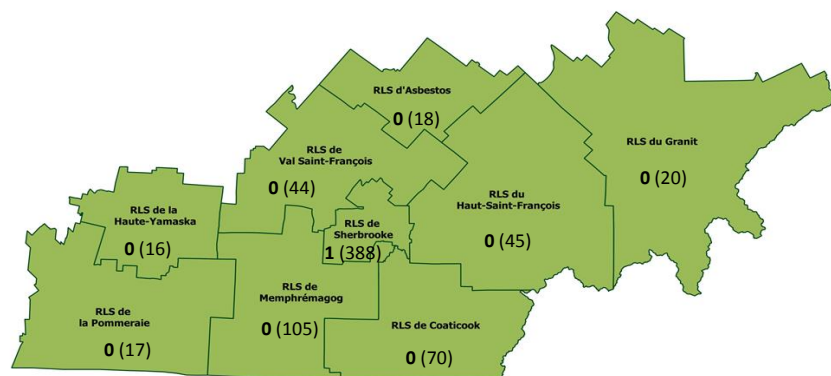 RLS d'Asbestos
0 (18)
RLS du Granit
0 (20)
RLS de
Val Saint-François
0 (44)
RLS du
Haut-Saint-François
0 (45)
RLS de la
Haute-Yamaska
0 (16)
RLS de
Sherbrooke
1 (388)
RLS de
Memphrémagog
0 (105)
RLS de
la Pommeraie
0 (17)
RLS de Coaticook
0 (70)